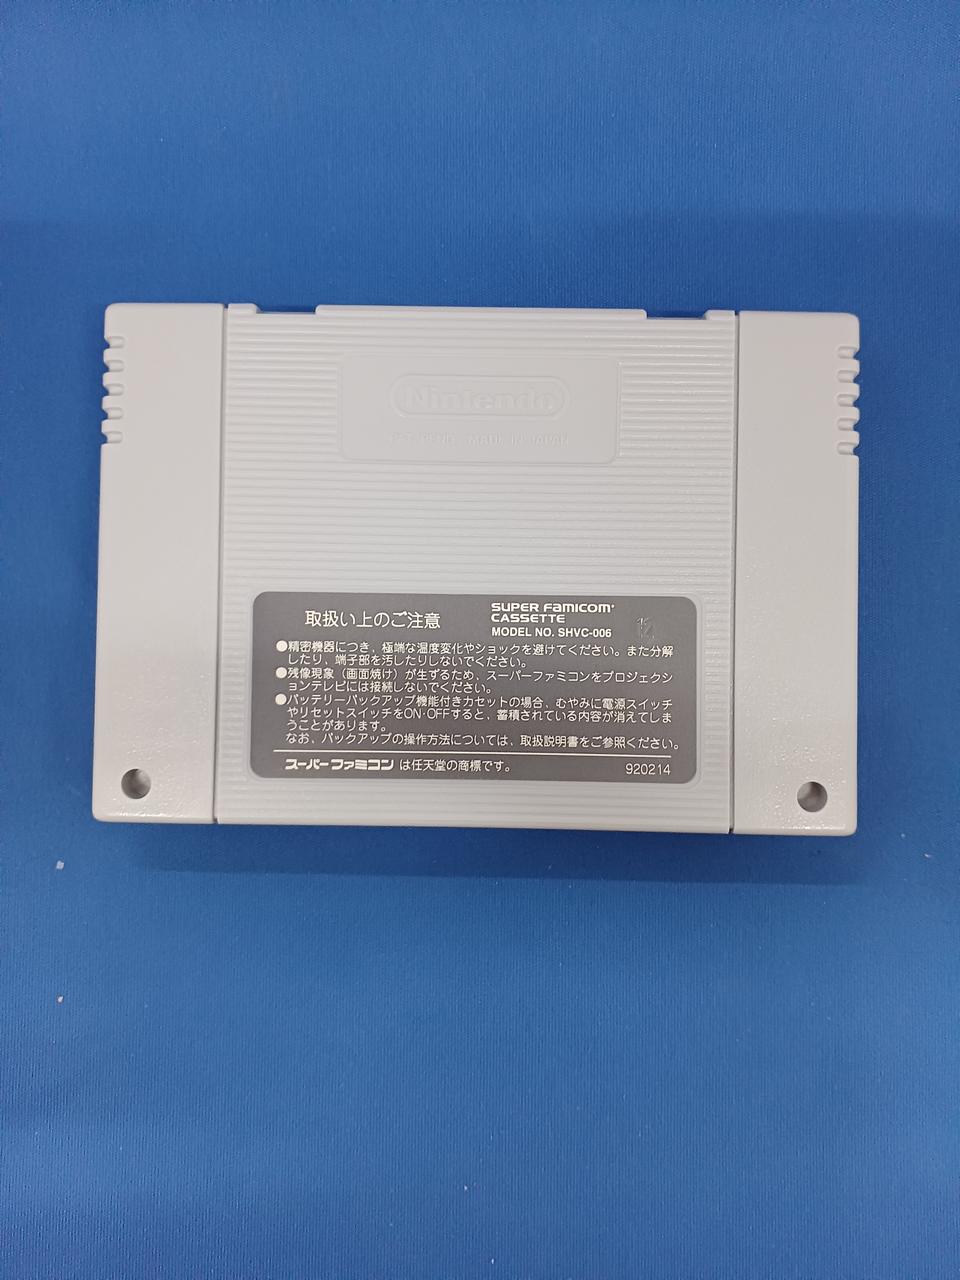 Nintendo
PAT. PEND. MADE IN JAPAN
取扱い上のご注意
SUPER FAMICOM
CASSETTE
MODEL NO. SHVC-006
12
●精密機器につき、極端な温度変化やショックを避けてください。また分解
したり、端子部を汚したりしないでください。
●残像現象（画面焼け）が生ずるため、スーパーファミコンをプロジェクシ
ョンテレビには接続しないでください。
●バッテリーバックアップ機能付きカセットの場合、むやみに電源スイッチ
やリセットスイッチをON・OFFすると、蓄積されている内容が消えてしま
うことがあります。
なお、バックアップの操作方法については、取扱説明書をご参照ください。
スーパーファミコン は任天堂の商標です。
920214